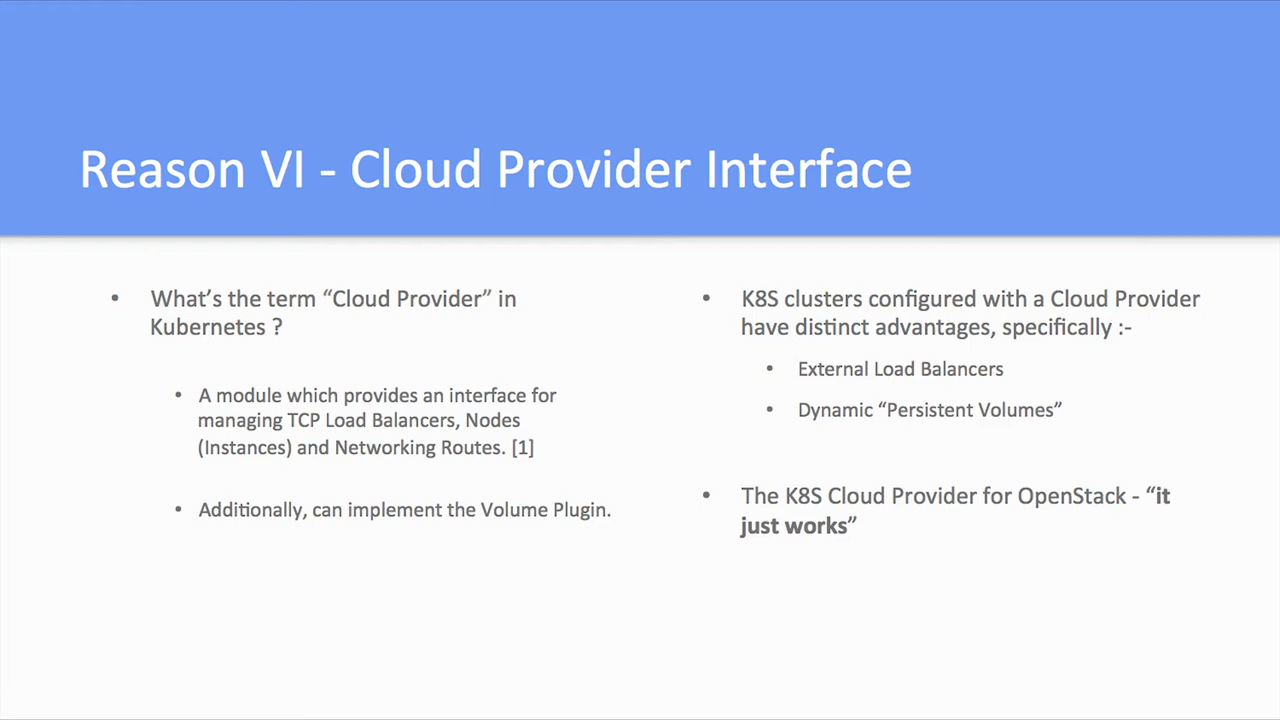 Reason VI - Cloud Provider Interface
• What’s the term “Cloud Provider” in
Kubernetes ?
• A module which provides an interface for
managing TCP Load Balancers, Nodes
(Instances) and Networking Routes. [1]
• Additionally, can implement the Volume Plugin.
• K8S clusters configured with a Cloud Provider
have distinct advantages, specifically :-
• External Load Balancers
• Dynamic “Persistent Volumes”
• The K8S Cloud Provider for OpenStack - “it
just works”